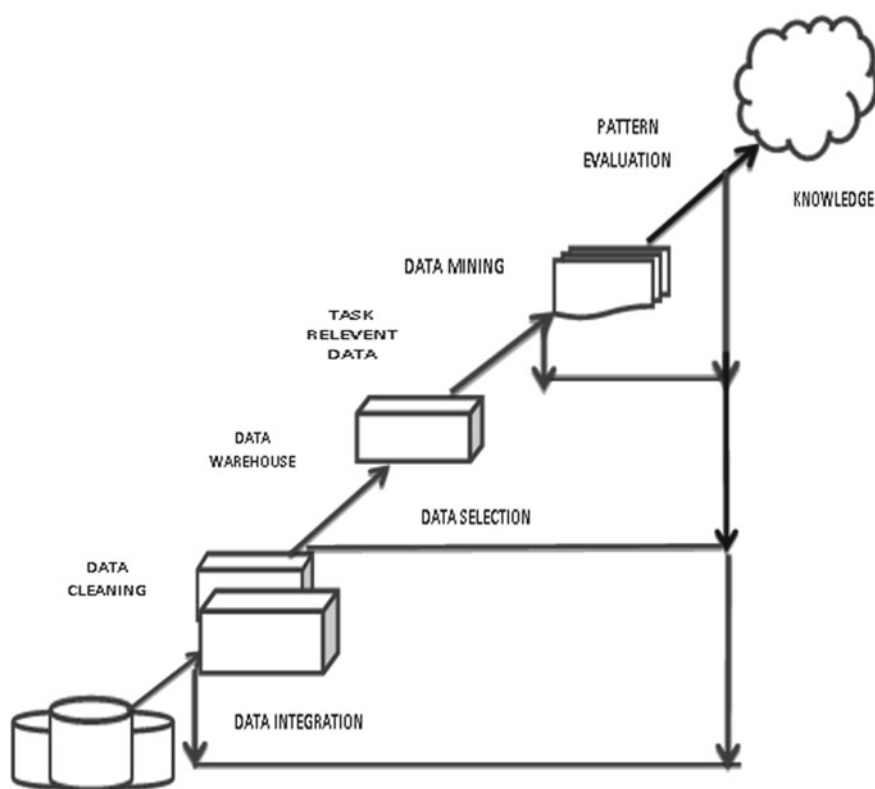 PATTERN
EVALUATION
KNOWLEDGE
DATA MINING
TASK
RELEVENT
DATA
DATA
WAREHOUSE
DATA SELECTION
DATA
CLEANING
DATA INTEGRATION